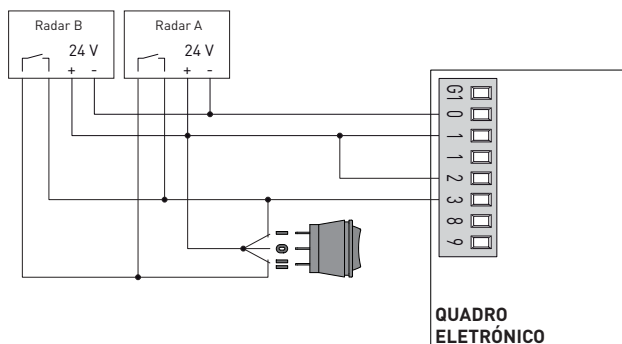 Radar B
Radar A
24 V
24 V
+ -
+ -
G1
0
1
1
2
3
8
9
I
0
II
QUADRO
ELETRÓNICO